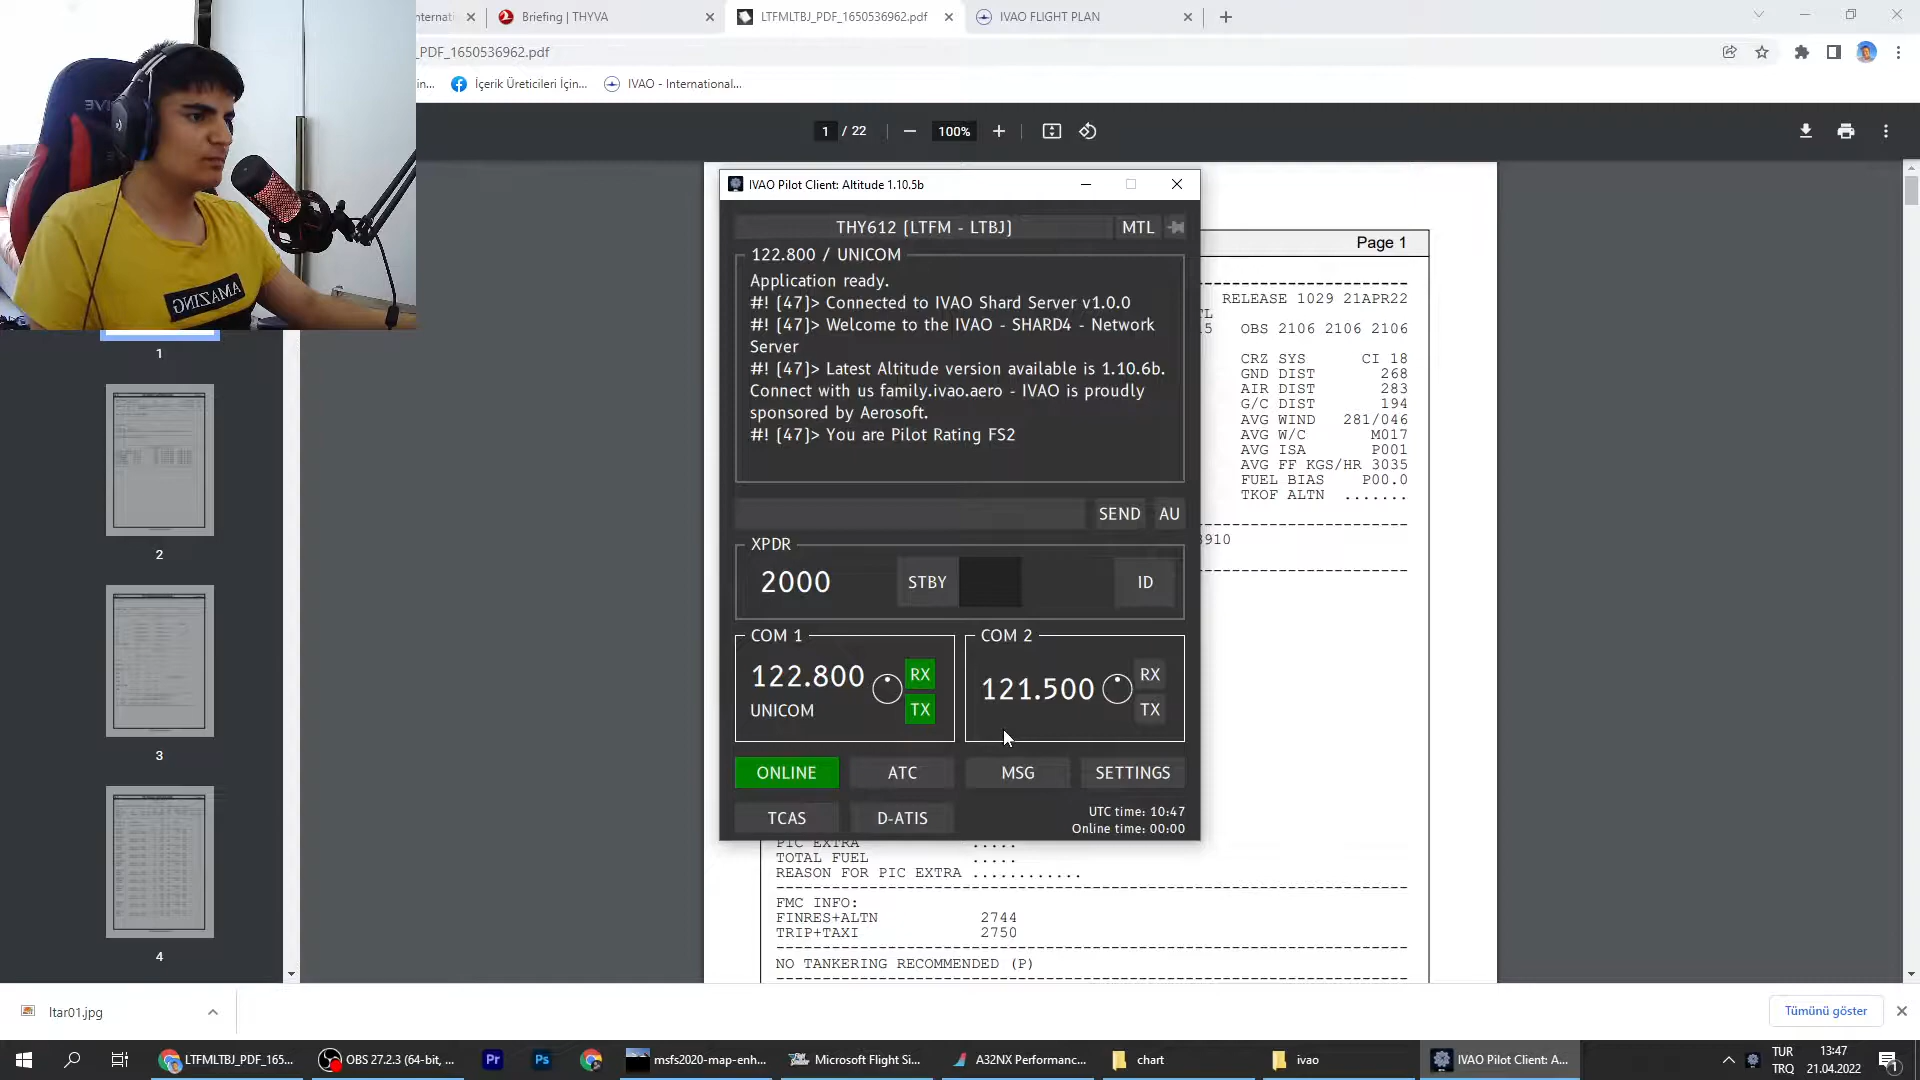 nternati
Briefing | THYVA
LTFMLTBJ_PDF_1650536962.pdf
IVAO FLIGHT PLAN
_PDF_1650536962.pdf
in...
İçerik Üreticileri İçin...
IVAO - International...
1 / 22
100%
IVAO Pilot Client: Altitude 1.10.5b
THY612 [LTFM - LTBJ]
MTL
122.800 / UNICOM
Application ready.
#! [47]> Connected to IVAO Shard Server v1.0.0
#! [47]> Welcome to the IVAO - SHARD4 - Network
Server
#! [47]> Latest Altitude version available is 1.10.6b.
Connect with us family.ivao.aero - IVAO is proudly
sponsored by Aerosoft.
#! [47]> You are Pilot Rating FS2
SEND
AU
XPDR
2000
STBY
ID
COM 1
122.800
UNICOM
RX
TX
COM 2
121.500
RX
TX
ONLINE
ATC
MSG
SETTINGS
TCAS
D-ATIS
UTC time: 10:47
Online time: 00:00
Page 1
RELEASE 1029 21APR22
TL
5 OBS 2106 2106 2106
CRZ SYS CI 18
GND DIST 268
AIR DIST 283
G/C DIST 194
AVG WIND 281/046
AVG W/C M017
AVG ISA P001
AVG FF KGS/HR 3035
FUEL BIAS P00.0
TKOF ALTN .......
3910
PIC EXTRA .....
TOTAL FUEL .....
REASON FOR PIC EXTRA ............
FMC INFO:
FINRES+ALTN 2744
TRIP+TAXI 2750
NO TANKERING RECOMMENDED (P)
AMAZING
1
2
3
4
ltar01.jpg
Tümünü göster
LTFMLTBJ_PDF_165...
OBS 27.2.3 (64-bit, ...
Pr
Ps
msfs2020-map-enh...
Microsoft Flight Si...
A32NX Performanc...
chart
ivao
IVAO Pilot Client: A...
TUR
TRQ
13:47
21.04.2022
1